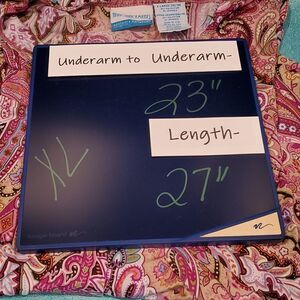 Underarm to Underarm-
23"
Length-
XL
27"